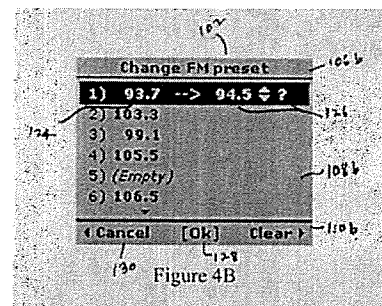 102
Change FM preset
106b
1) 93.7 --> 94.5 ?
124
126
2) 103.3
3) 99.1
4) 105.5
108b
5) (Empty)
6) 106.5
Cancel [Ok] Clear
110b
130
128
Figure 4B